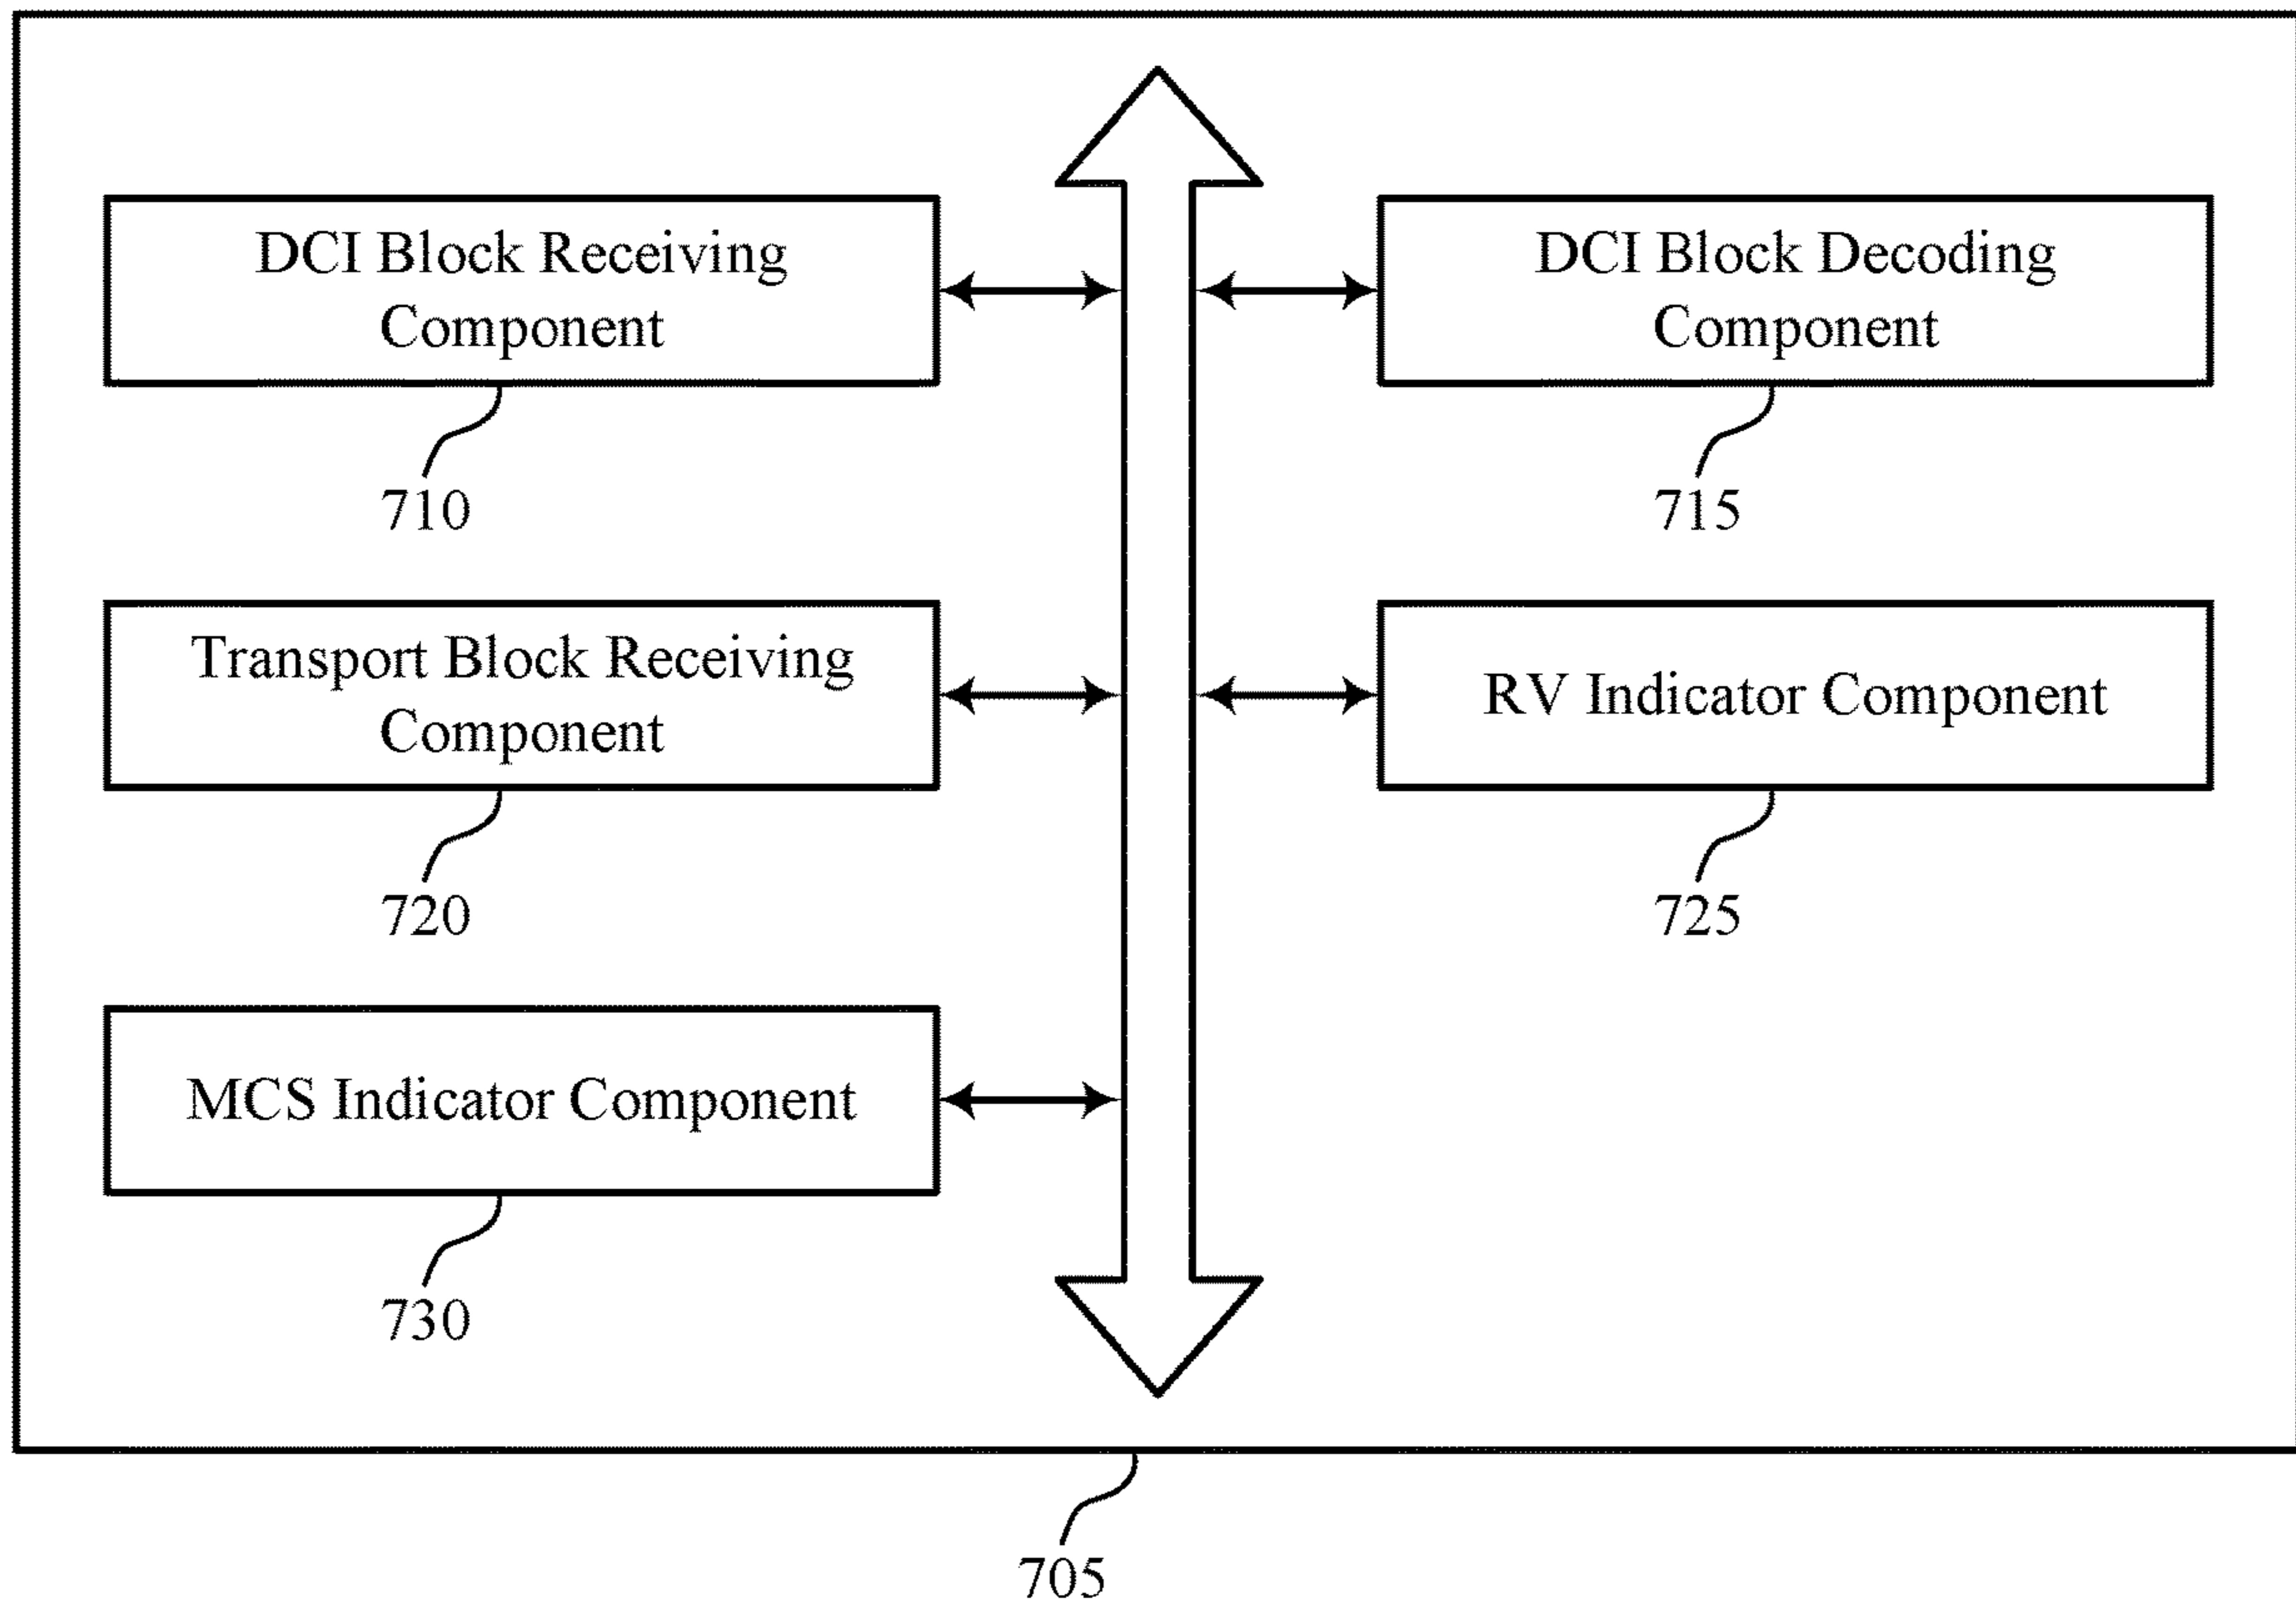 DCI Block Receiving
Component
710
DCI Block Decoding
Component
715
Transport Block Receiving
Component
720
RV Indicator Component
725
MCS Indicator Component
730
705